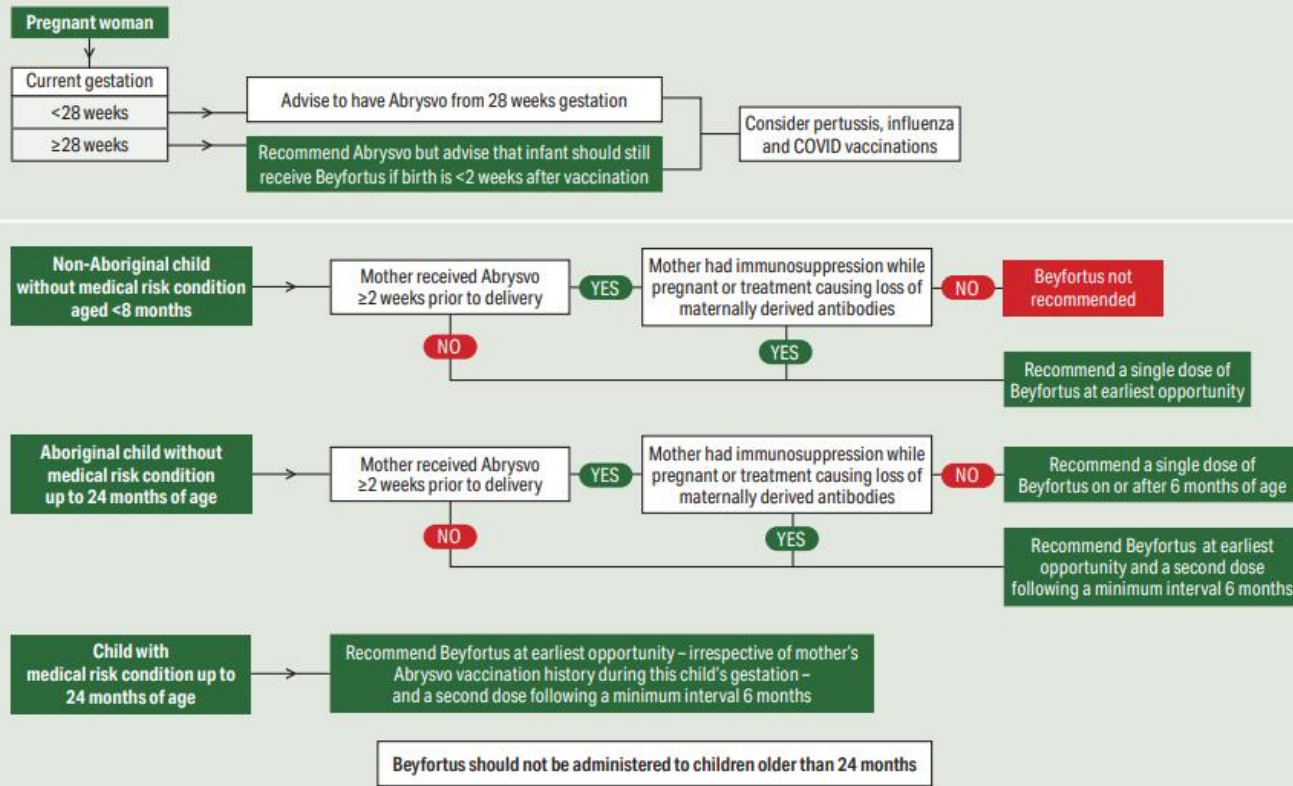 Pregnant woman
Current gestation
<28 weeks
≥28 weeks
Advise to have Abrysvo from 28 weeks gestation
Recommend Abrysvo but advise that infant should still
receive Beyfortus if birth is <2 weeks after vaccination
Consider pertussis, influenza
and COVID vaccinations
Non-Aboriginal child
without medical risk condition
aged <8 months
Mother received Abrysvo
≥2 weeks prior to delivery
YES
Mother had immunosuppression while
pregnant or treatment causing loss of
maternally derived antibodies
NO
Beyfortus not
recommended
NO
YES
Recommend a single dose of
Beyfortus at earliest opportunity
Aboriginal child without
medical risk condition
up to 24 months of age
Mother received Abrysvo
≥2 weeks prior to delivery
YES
Mother had immunosuppression while
pregnant or treatment causing loss of
maternally derived antibodies
NO
Recommend a single dose of
Beyfortus on or after 6 months of age
NO
YES
Recommend Beyfortus at earliest
opportunity and a second dose
following a minimum interval 6 months
Child with
medical risk condition up to
24 months of age
Recommend Beyfortus at earliest opportunity – irrespective of mother's
Abrysvo vaccination history during this child's gestation –
and a second dose following a minimum interval 6 months
Beyfortus should not be administered to children older than 24 months